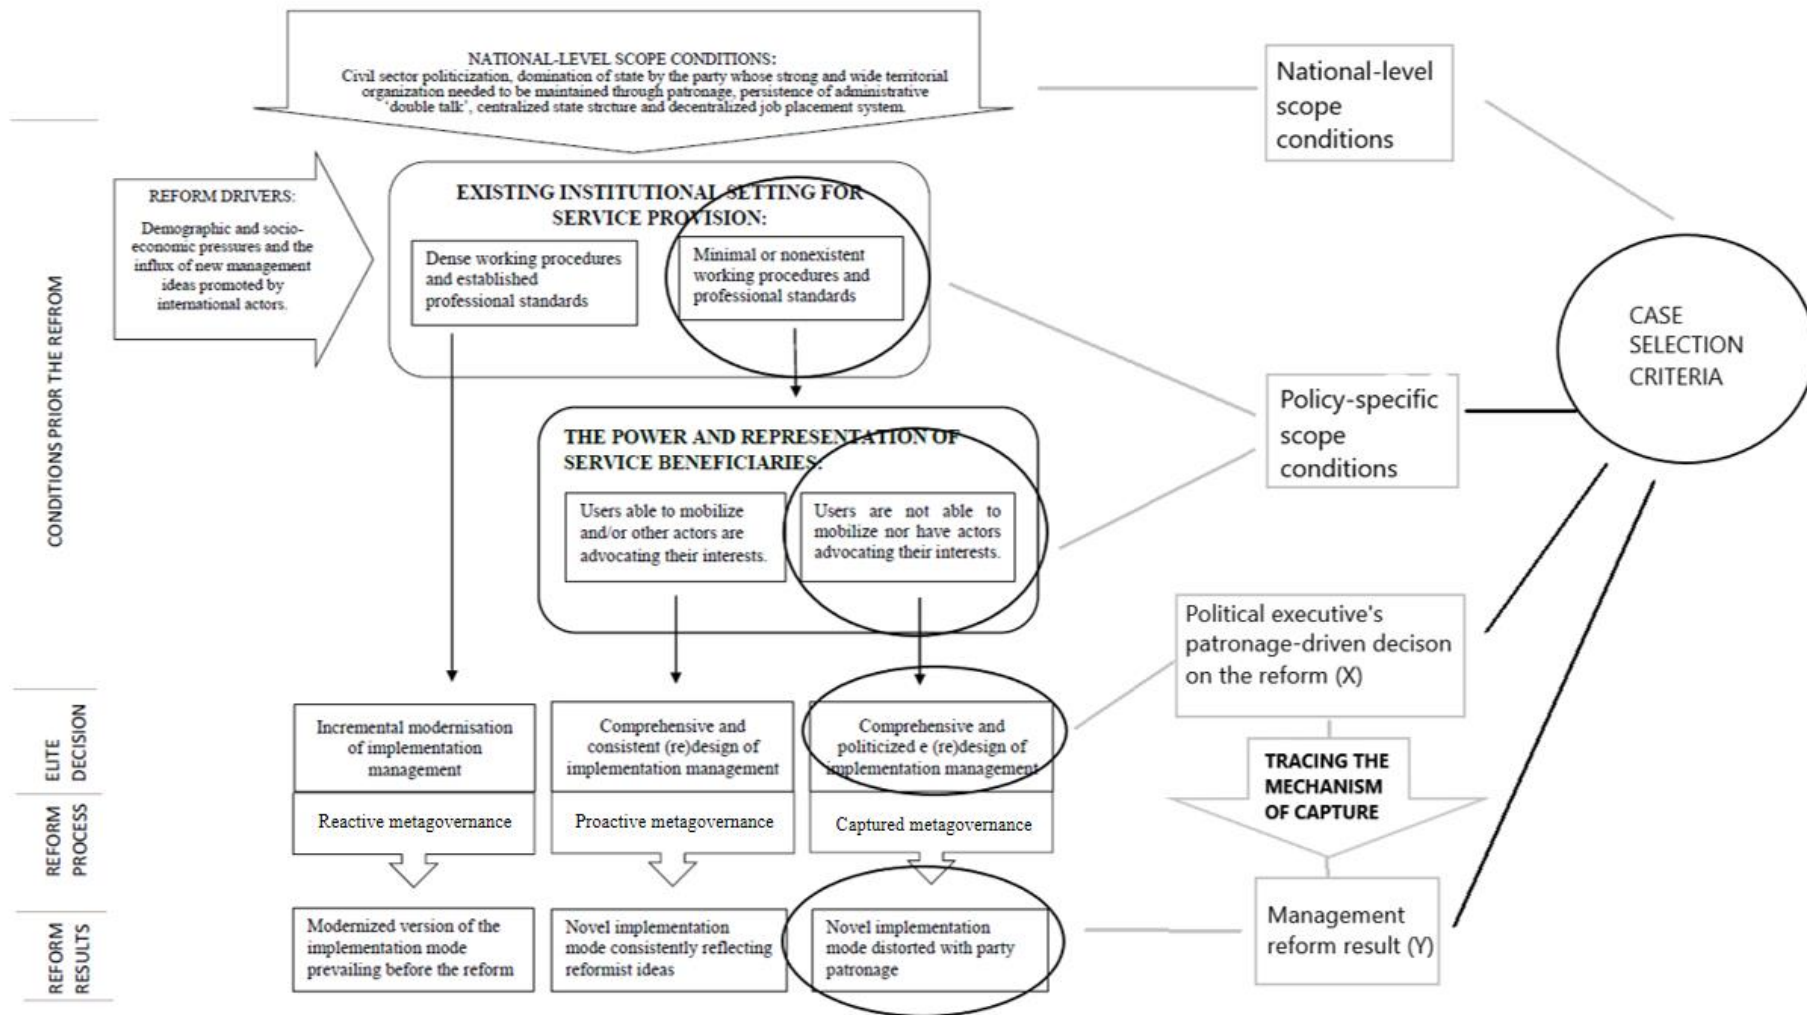 NATIONAL-LEVEL SCOPE CONDITIONS:
Civil sector politicization, domination of state by the party whose strong and wide territorial
organization needed to be maintained through patronage, persistence of administrative
'double talk', centralized state strcture and decentralized job placement system.
National-level
scope
conditions
CONDITIONS PRIOR THE REFROM
REFORM DRIVERS:
Demographic and socio-
economic pressures and the
influx of new management
ideas promoted by
international actors.
EXISTING INSTITUTIONAL SETTING FOR
SERVICE PROVISION:
Dense working procedures
and established
professional standards
Minimal or nonexistent
working procedures and
professional standards
CASE
SELECTION
CRITERIA
Policy-specific
scope
conditions
THE POWER AND REPRESENTATION OF
SERVICE BENEFICIARIES:
Users able to mobilize
and/or other actors are
advocating their interests.
Users are not able to
mobilize nor have actors
advocating their interests.
Political executive's
patronage-driven decison
on the reform (X)
ELITE
DECISION
Incremental modernisation
of implementation
management
Comprehensive and
consistent (re)design of
implementation management
Comprehensive and
politicized e (re)design of
implementation management
TRACING THE
MECHANISM
OF CAPTURE
REFORM
PROCESS
Reactive metagovernance
Proactive metagovernance
Captured metagovernance
REFORM
RESULTS
Modernized version of the
implementation mode
prevailing before the reform
Novel implementation
mode consistently reflecting
reformist ideas
Novel implementation
mode distorted with party
patronage
Management
reform result (Y)